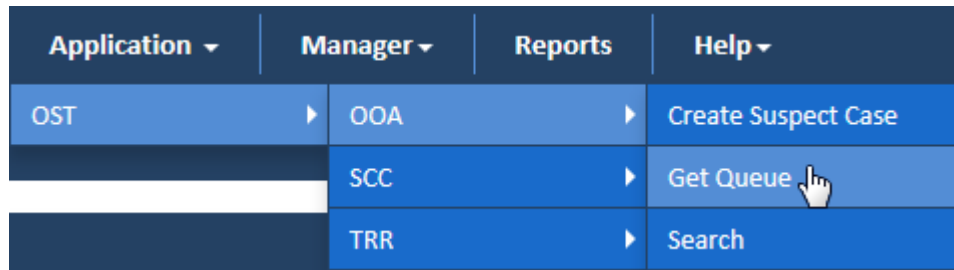 Application Manager Reports Help
OST OOA Create Suspect Case
SCC Get Queue
TRR Search